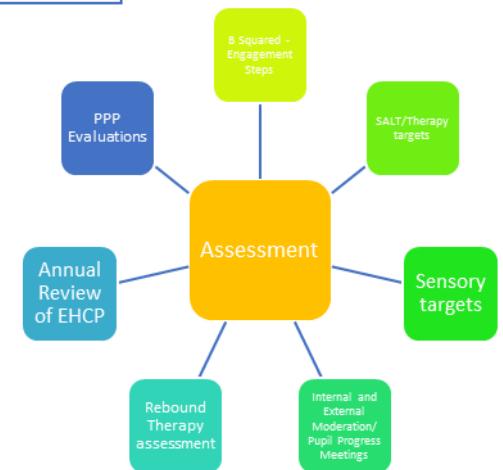 B Squared -
Engagement
Steps
SALT/Therapy
targets
Sensory
targets
Internal and
External
Moderation/
Pupil Progress
Meetings
Rebound
Therapy
assessment
Annual
Review
of EHCP
PPP
Evaluations
Assessment